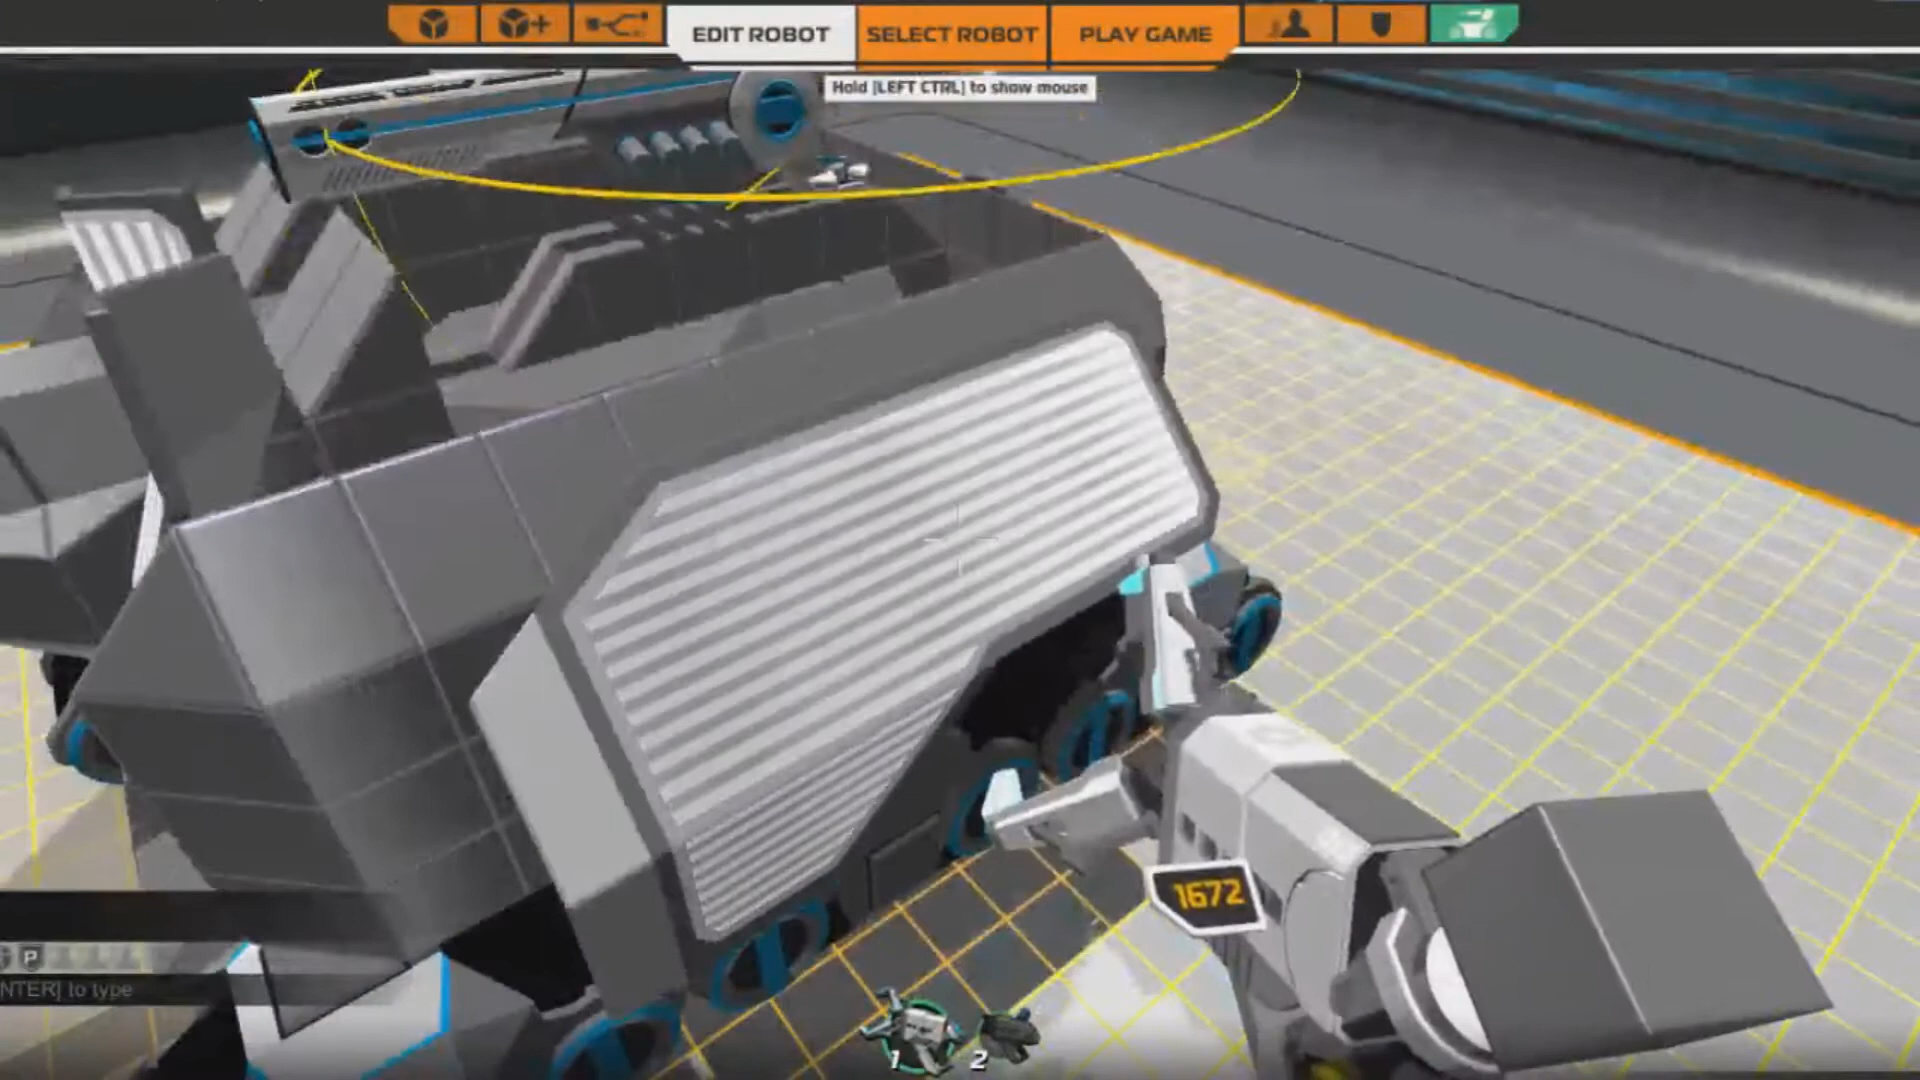 EDIT ROBOT
SELECT ROBOT
PLAY GAME
Hold [LEFT CTRL] to show mouse
1672
P
NTER] to type
1
2